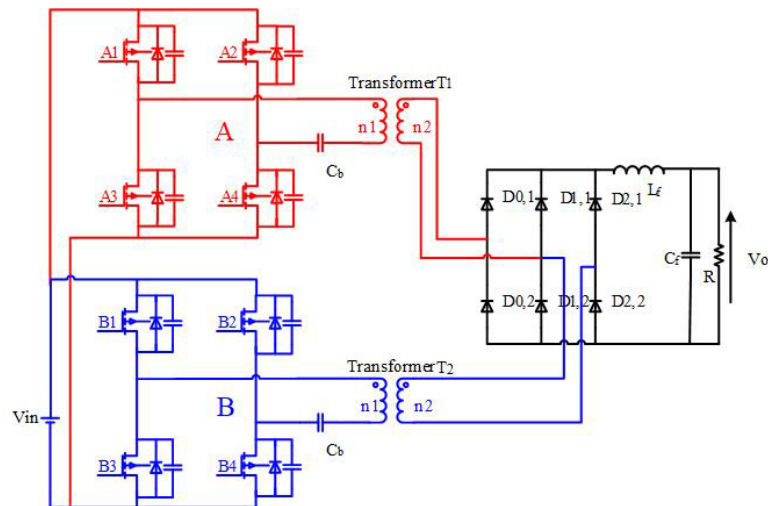 A1
A2
TransformerT1
A
n1
n2
Cb
A3
A4
D0,1
D1,1
D2,1
Lf
Cf
R
Vo
D0,2
D1,2
D2,2
B1
B2
TransformerT2
Vin
B
n1
n2
Cb
B3
B4